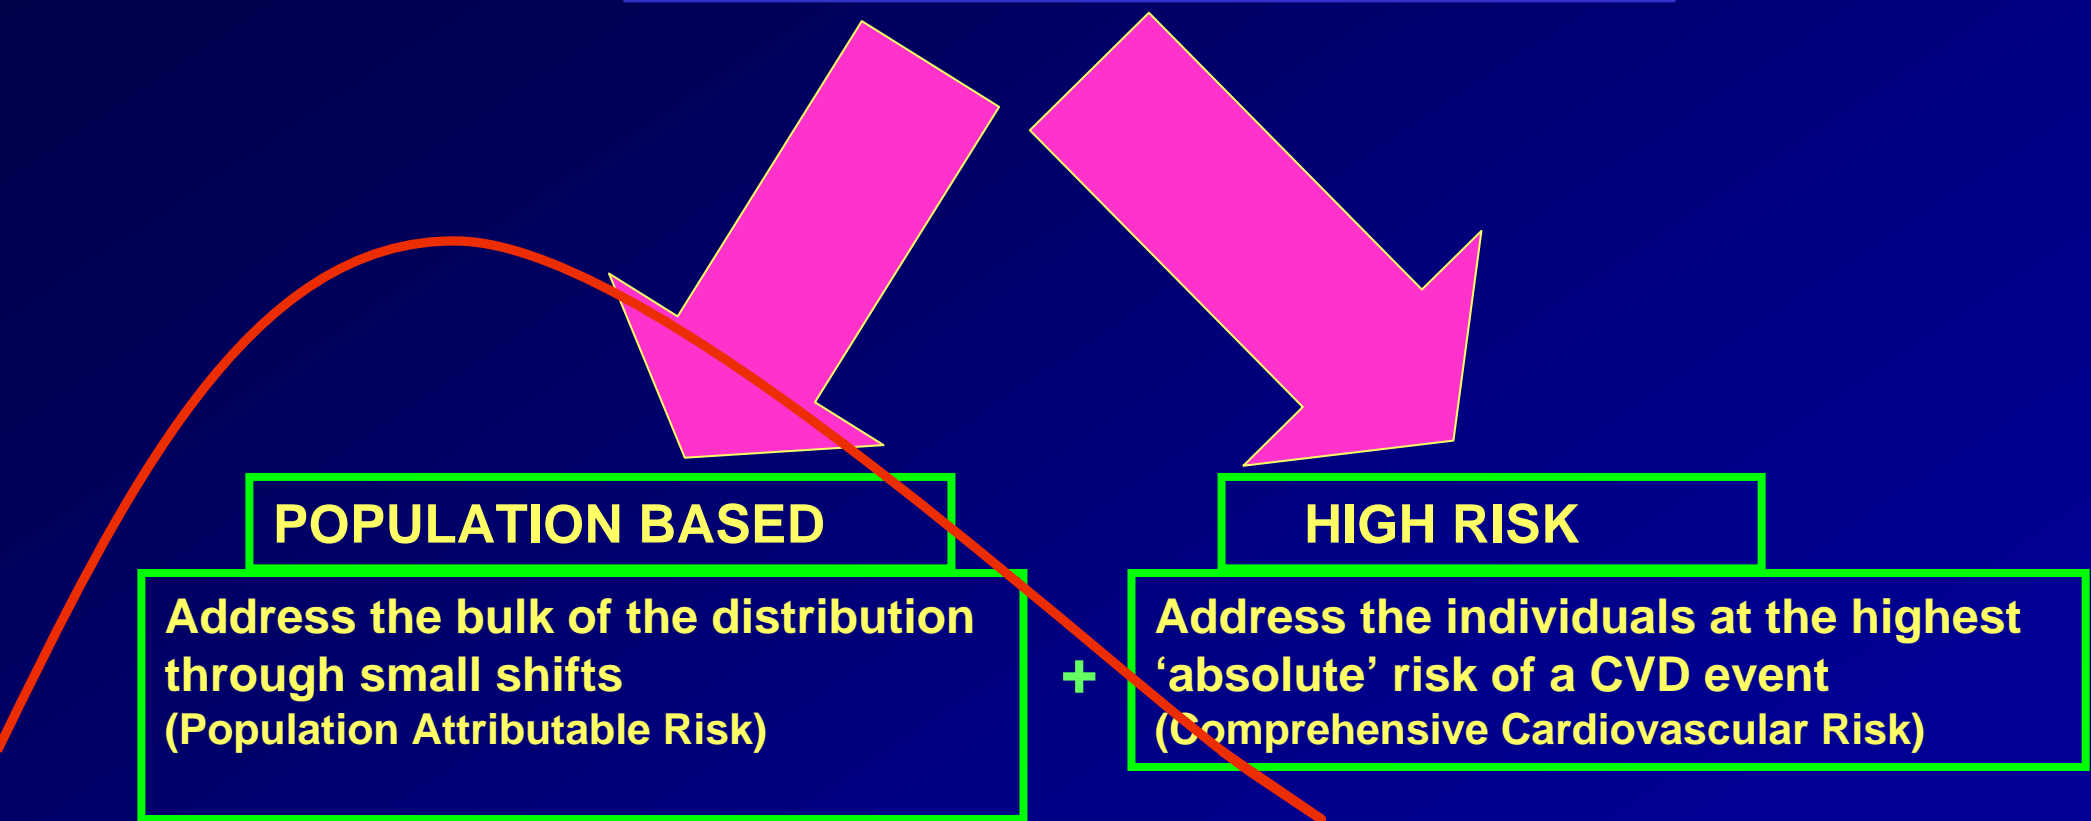 POPULATION BASED
Address the bulk of the distribution
through small shifts
(Population Attributable Risk)
+
HIGH RISK
Address the individuals at the highest
‘absolute’ risk of a CVD event
(Comprehensive Cardiovascular Risk)